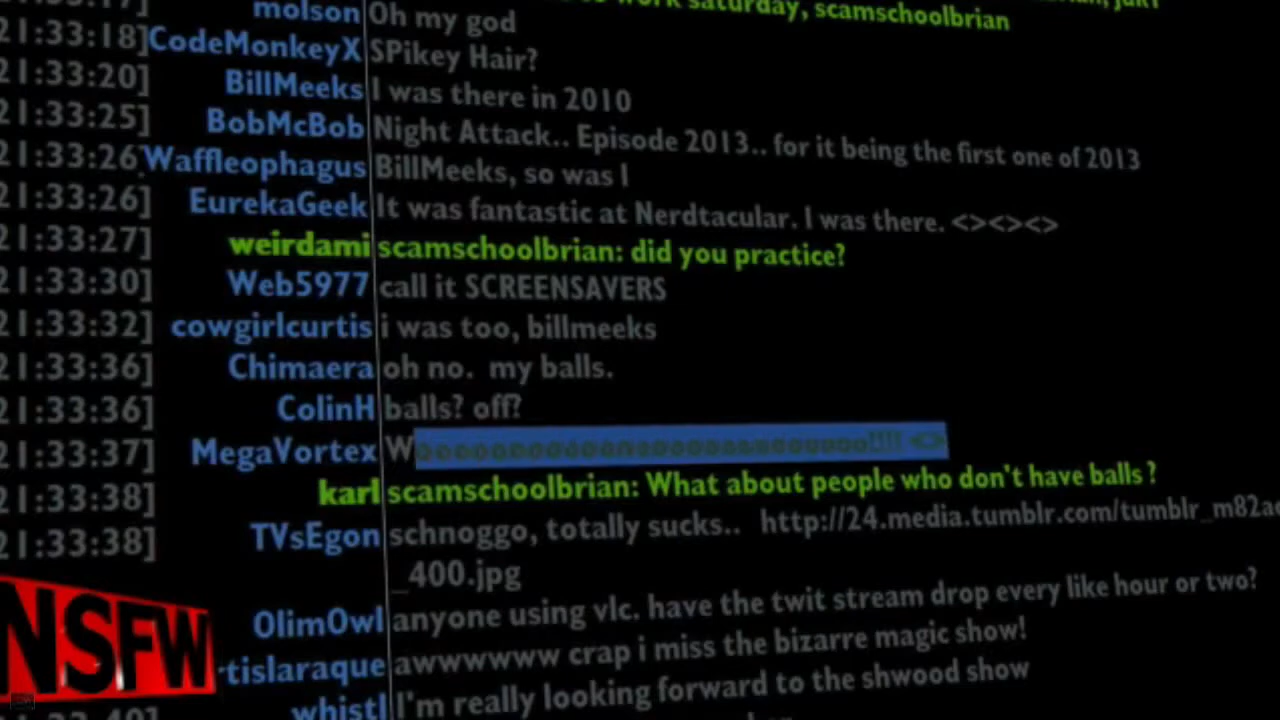 work saturday, scamschoolbrian
molson Oh my god
21:33:18] CodeMonkeyX SPikey Hair?
21:33:20] BillMeeks I was there in 2010
21:33:25] BobMcBob Night Attack.. Episode 2013.. for it being the first one of 2013
21:33:26 Waffleophagus BillMeeks, so was I
21:33:26] EurekaGeek It was fantastic at Nerdtacular. I was there. <><><>
21:33:27] weirdami scamschoolbrian: did you practice?
21:33:30] Web5977 call it SCREENSAVERS
21:33:32] cowgirlcurtis i was too, billmeeks
21:33:36] Chimaera oh no. my balls.
21:33:36] ColinH balls? off?
21:33:37] MegaVortex
21:33:38] karl scamschoolbrian: What about people who don't have balls ?
21:33:38] TVsEgon schnoggo, totally sucks.. http://24.media.tumblr.com/tumblr_m82a
_400.jpg
OlimOwl anyone using vlc. have the twit stream drop every like hour or two?
tislaraque awwwwww crap i miss the bizarre magic show!
whistl I'm really looking forward to the shwood show
NSFW